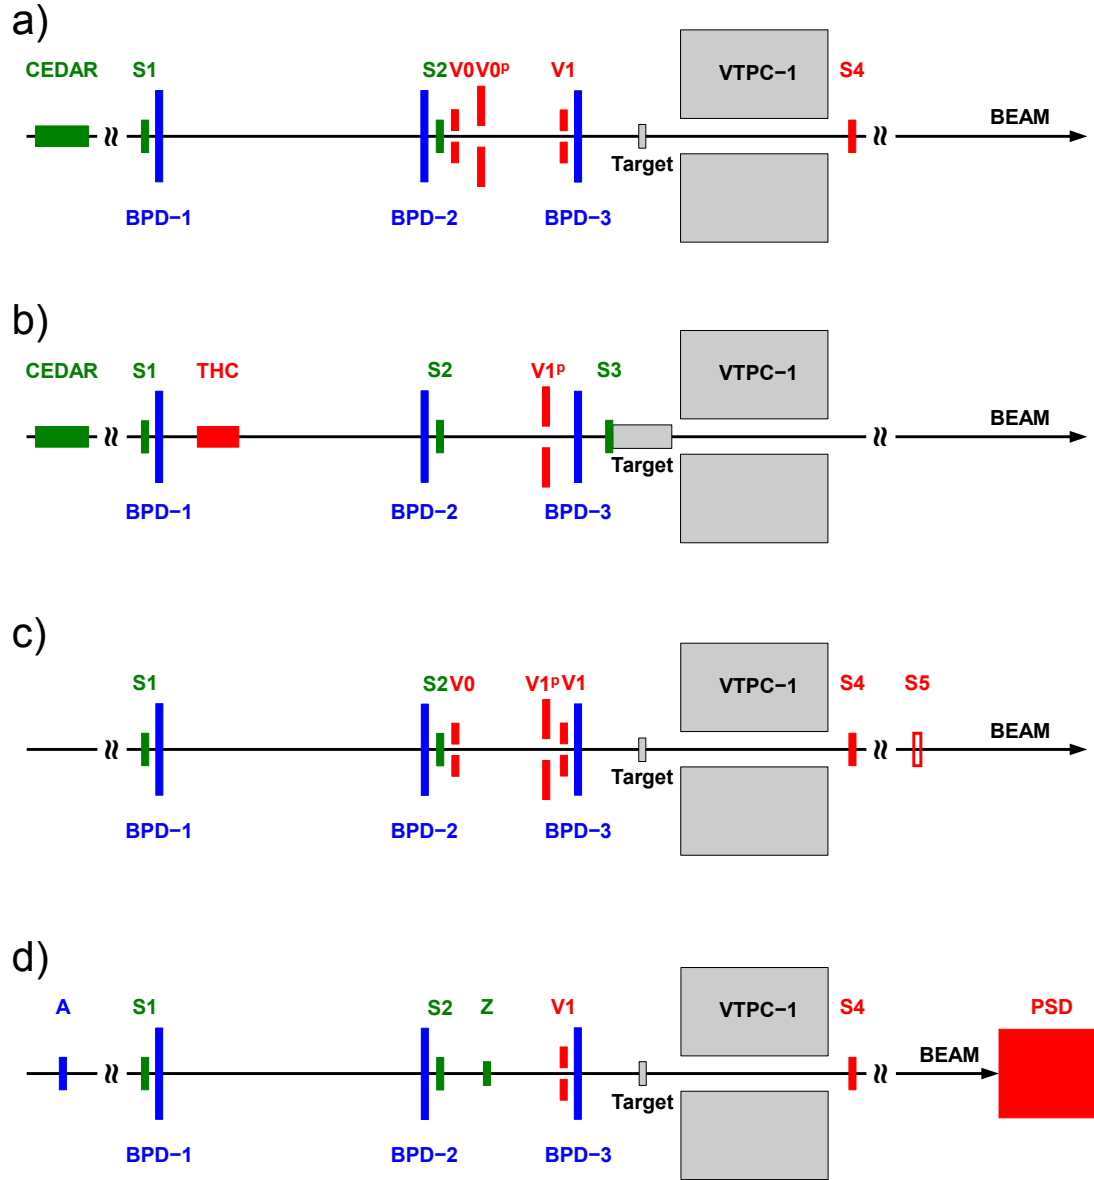 a)
CEDAR S1 S2 V0 V0ᵖ V1 VTPC−1 S4
BEAM
Target
BPD−1 BPD−2 BPD−3
b)
CEDAR S1 THC S2 V1ᵖ S3 VTPC−1
BEAM
Target
BPD−1 BPD−2 BPD−3
c)
S1 S2 V0 V1ᵖ V1 VTPC−1 S4 S5
BEAM
Target
BPD−1 BPD−2 BPD−3
d)
A S1 S2 Z V1 VTPC−1 S4 PSD
BEAM
Target
BPD−1 BPD−2 BPD−3